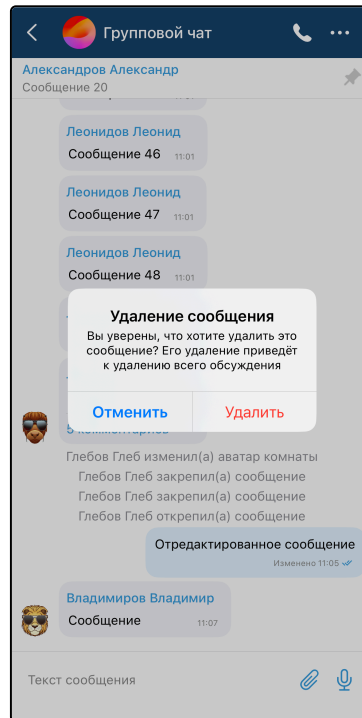 Групповой чат
Александров Александр
Сообщение 20
Леонидов Леонид
Сообщение 46 11:01
Леонидов Леонид
Сообщение 47 11:01
Леонидов Леонид
Сообщение 48 11:01
Удаление сообщения
Вы уверены, что хотите удалить это
сообщение? Его удаление приведёт
к удалению всего обсуждения
Отменить Удалить
Глебов Глеб изменил(а) аватар комнаты
Глебов Глеб закрепил(а) сообщение
Глебов Глеб закрепил(а) сообщение
Глебов Глеб открепил(а) сообщение
Отредактированное сообщение
Изменено 11:05
Владимиров Владимир
Сообщение 11:07
Текст сообщения